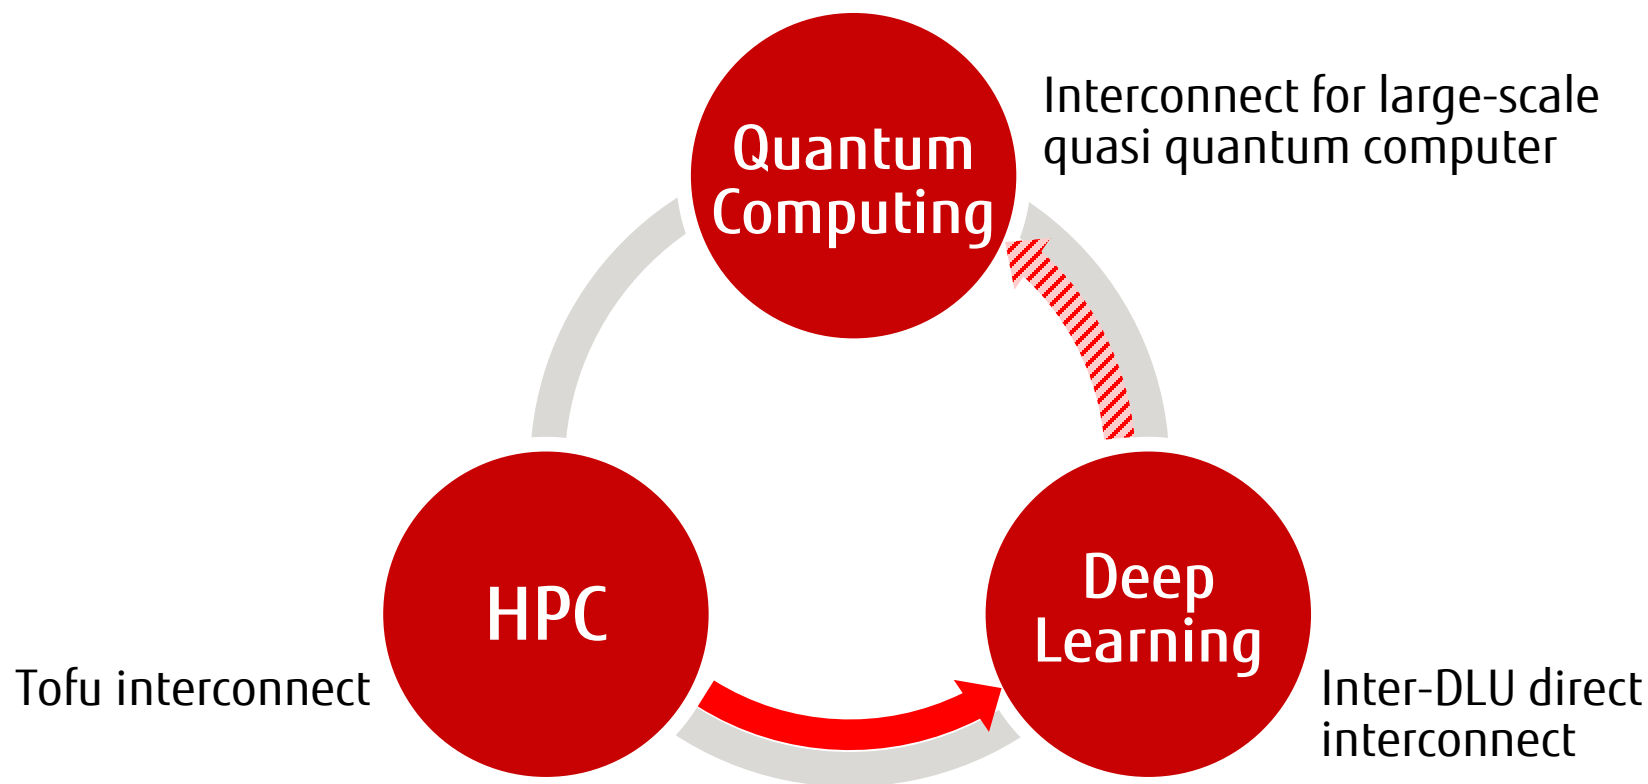 Quantum
Computing
Interconnect for large-scale
quasi quantum computer
HPC
Tofu interconnect
Deep
Learning
Inter-DLU direct
interconnect